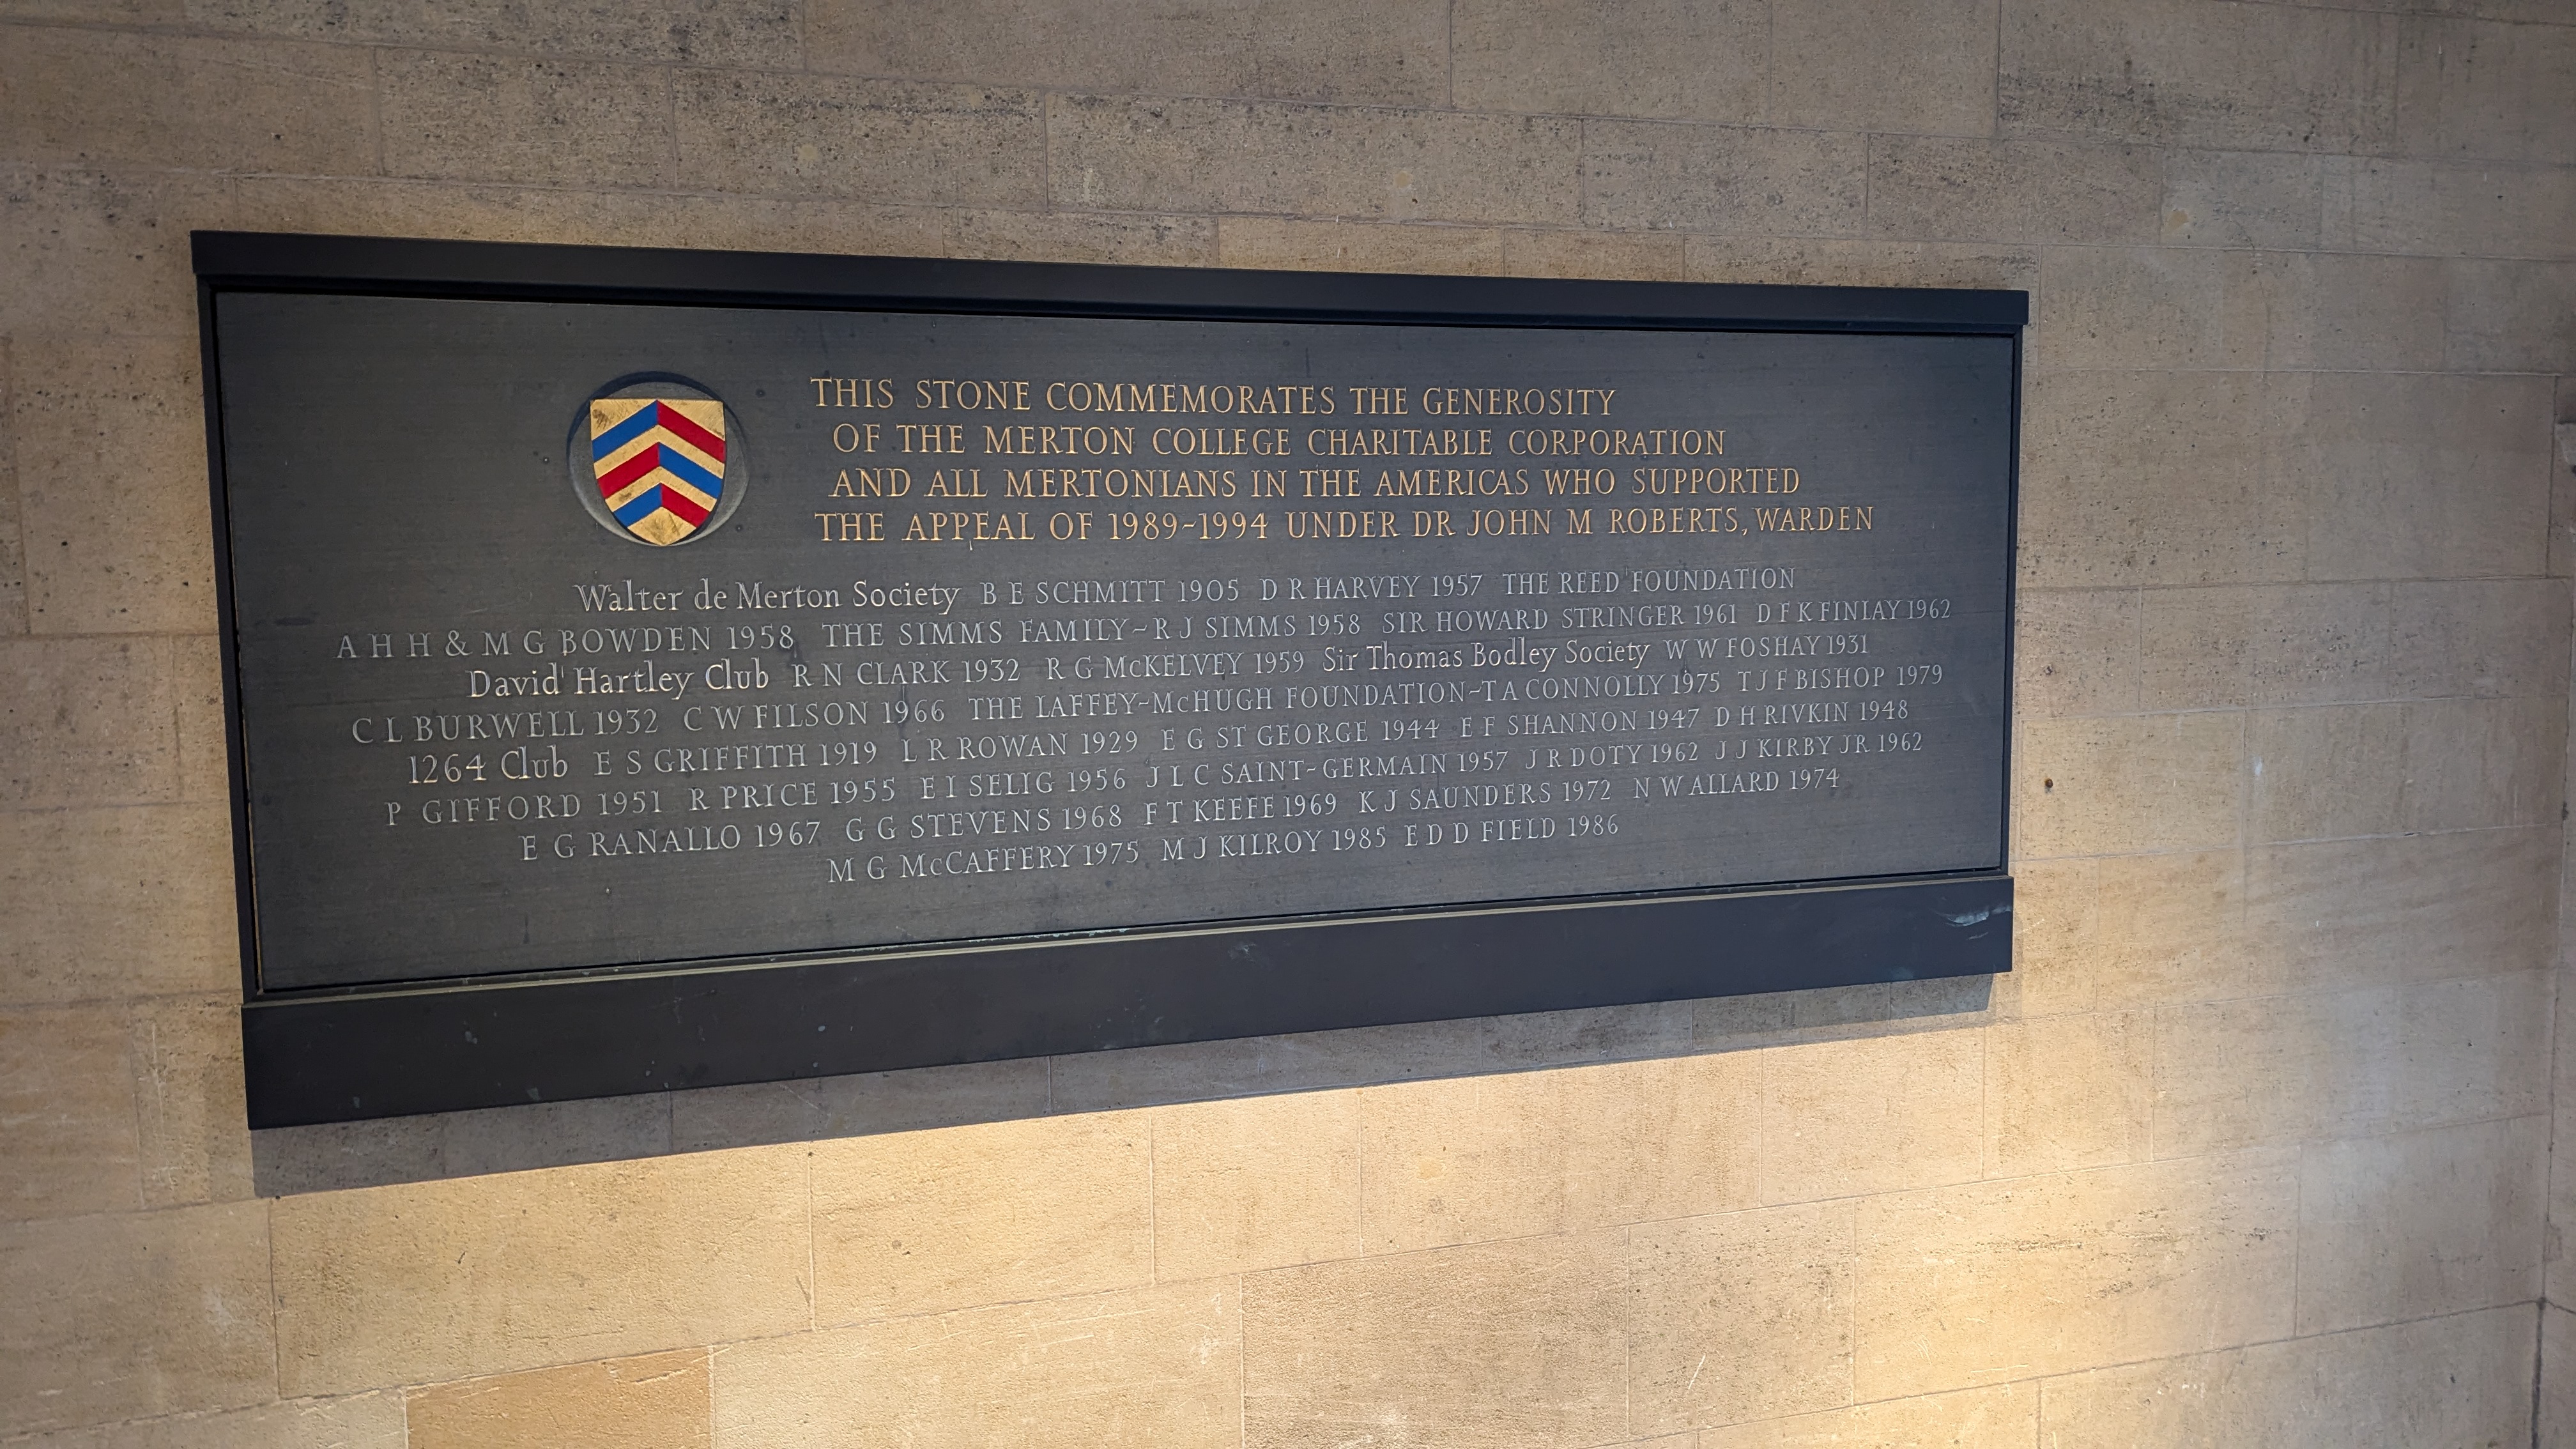 THIS STONE COMMEMORATES THE GENEROSITY
OF THE MERTON COLLEGE CHARITABLE CORPORATION
AND ALL MERTONIANS IN THE AMERICAS WHO SUPPORTED
THE APPEAL OF 1989-1994 UNDER DR JOHN M ROBERTS, WARDEN
Walter de Merton Society B E SCHMITT 1905 D R HARVEY 1957 THE REED FOUNDATION
A H H & M G BOWDEN 1958 THE SIMMS FAMILY~R J SIMMS 1958 SIR HOWARD STRINGER 1961 D F K FINLAY 1962
David Hartley Club R N CLARK 1932 R G McKELVEY 1959 Sir Thomas Bodley Society W W FOSHAY 1931
C L BURWELL 1932 C W FILSON 1966 THE LAFFEY-McHUGH FOUNDATION~T A CONNOLLY 1975 T J F BISHOP 1979
1264 Club E S GRIFFITH 1919 L R ROWAN 1929 E G ST GEORGE 1944 E F SHANNON 1947 D H RIVKIN 1948
P GIFFORD 1951 R PRICE 1955 E I SELIG 1956 J L C SAINT-GERMAIN 1957 J R DOTY 1962 J J KIRBY JR 1962
E G RANALLO 1967 G G STEVENS 1968 F T KEEFE 1969 K J SAUNDERS 1972 N W ALLARD 1974
M G McCAFFERY 1975 M J KILROY 1985 E D D FIELD 1986